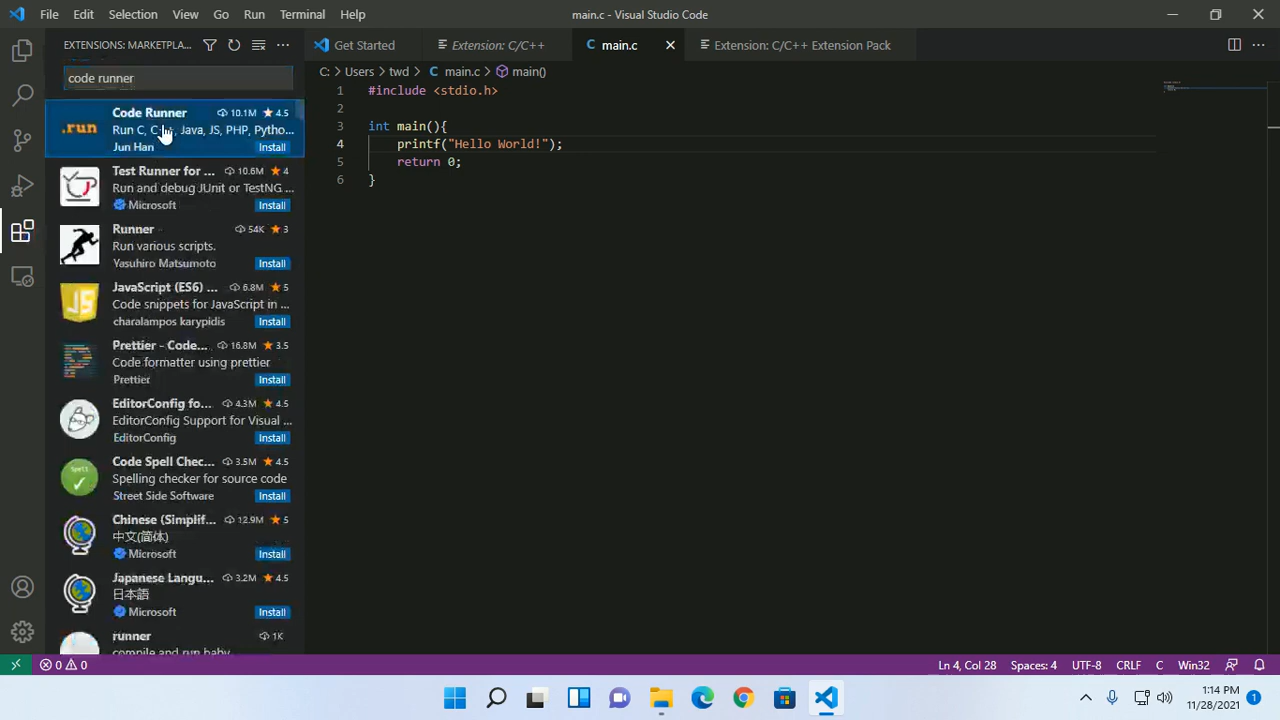 File Edit Selection View Go Run Terminal Help main.c - Visual Studio Code
EXTENSIONS: MARKETPLA...
Get Started Extension: C/C++ main.c Extension: C/C++ Extension Pack
code runner
C: > Users > twd > main.c > main()
Code Runner 10.1M 4.5
.run
Run C, C++, Java, JS, PHP, Pytho...
Jun Han Install
Test Runner for ... 10.6M 4
Run and debug JUnit or TestNG ...
Microsoft Install
Runner 54K 3
Run various scripts.
Yasuhiro Matsumoto Install
JavaScript (ES6) ... 6.8M 5
JS
Code snippets for JavaScript in ...
charalampos karypidis Install
Prettier - Code... 16.8M 3.5
Code formatter using prettier
Prettier Install
EditorConfig fo... 4.3M 4.5
EditorConfig Support for Visual ...
EditorConfig Install
Code Spell Chec... 3.5M 4.5
Spell
Spelling checker for source code
Street Side Software Install
Chinese (Simplif... 12.9M 5
中文(简体)
Microsoft Install
Japanese Langu... 3.2M 4.5
日本語
Microsoft Install
runner 1K
compile and run baby
1 #include <stdio.h>
2
3 int main(){
4 printf("Hello World!");
5 return 0;
6 }
0 0 Ln 4, Col 28 Spaces: 4 UTF-8 CRLF C Win32
1:14 PM
11/28/2021 1